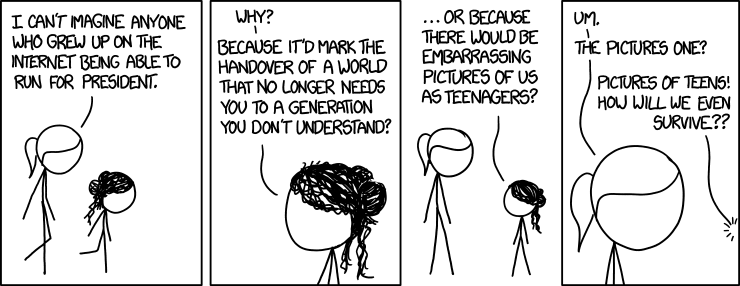 I CAN'T IMAGINE ANYONE
WHO GREW UP ON THE
INTERNET BEING ABLE TO
RUN FOR PRESIDENT.
WHY?
BECAUSE IT'D MARK THE
HANDOVER OF A WORLD
THAT NO LONGER NEEDS
YOU TO A GENERATION
YOU DON'T UNDERSTAND?
...OR BECAUSE
THERE WOULD BE
EMBARRASSING
PICTURES OF US
AS TEENAGERS?
UM.
THE PICTURES ONE?
PICTURES OF TEENS!
HOW WILL WE EVEN
SURVIVE??